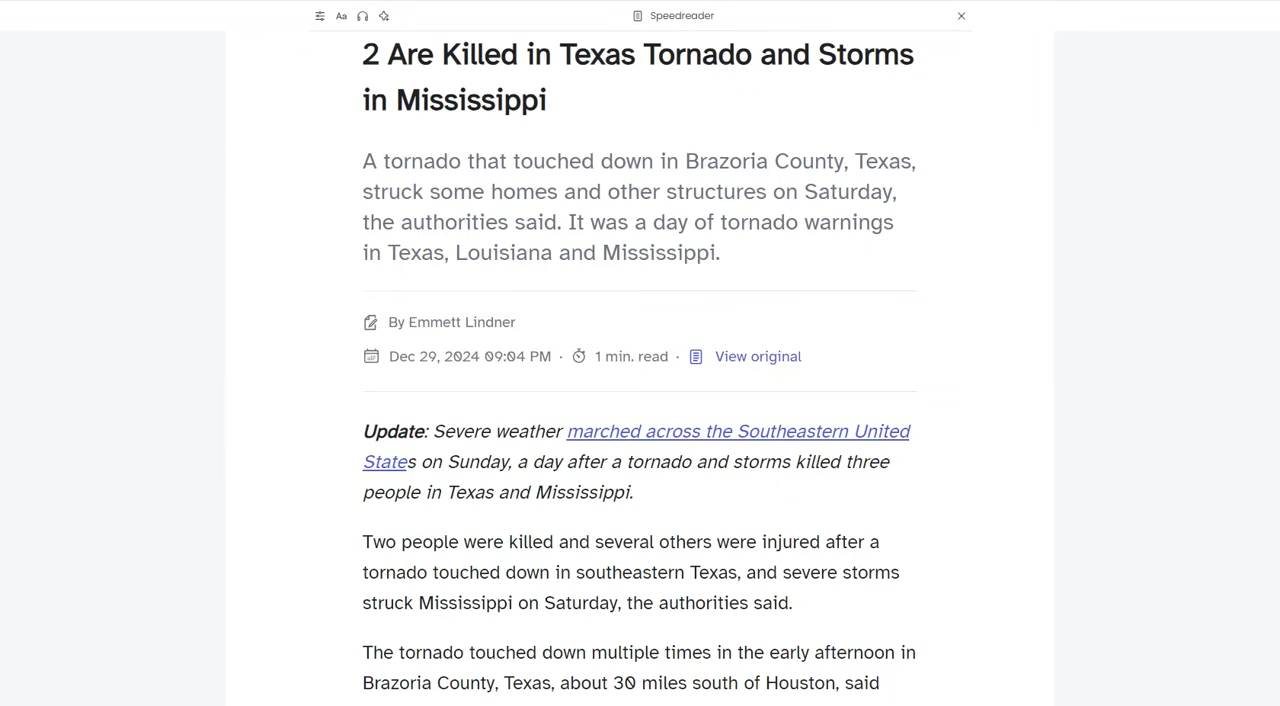 Aa
Speedreader
2 Are Killed in Texas Tornado and Storms
in Mississippi
A tornado that touched down in Brazoria County, Texas,
struck some homes and other structures on Saturday,
the authorities said. It was a day of tornado warnings
in Texas, Louisiana and Mississippi.
By Emmett Lindner
Dec 29, 2024 09:04 PM · 1 min. read · View original
Update: Severe weather marched across the Southeastern United
States on Sunday, a day after a tornado and storms killed three
people in Texas and Mississippi.
Two people were killed and several others were injured after a
tornado touched down in southeastern Texas, and severe storms
struck Mississippi on Saturday, the authorities said.
The tornado touched down multiple times in the early afternoon in
Brazoria County, Texas, about 30 miles south of Houston, said